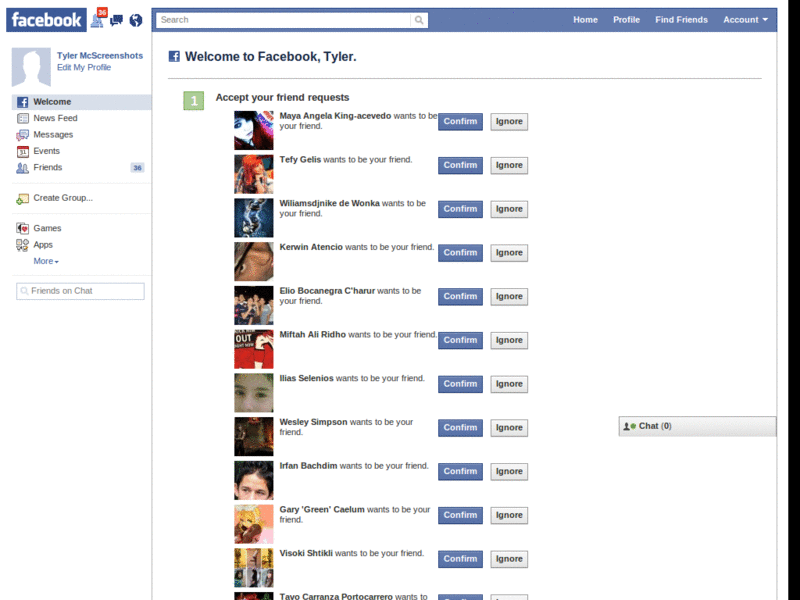 facebook
36
Search
Home Profile Find Friends Account
Tyler McScreenshots
Edit My Profile
Welcome
News Feed
Messages
31
Events
Friends 36
Create Group...
Games
Apps
More
Friends on Chat
Welcome to Facebook, Tyler.
1 Accept your friend requests
Maya Angela King-acevedo wants to be
your friend.
Confirm Ignore
Tefy Gelis wants to be your friend.
Confirm Ignore
Wiliamsdjnike de Wonka wants to be
your friend.
Confirm Ignore
Kerwin Atencio wants to be your friend.
Confirm Ignore
Elio Bocanegra C'harur wants to be
your friend.
Confirm Ignore
OUT
Miftah Ali Ridho wants to be your friend.
Confirm Ignore
Ilias Selenios wants to be your friend.
Confirm Ignore
Wesley Simpson wants to be your
friend.
Confirm Ignore
Chat (0)
Irfan Bachdim wants to be your friend.
Confirm Ignore
Gary 'Green' Caelum wants to be your
friend.
Confirm Ignore
Visoki Shtikli wants to be your friend.
Confirm Ignore
Tayo Carranza Portocarrero wants to